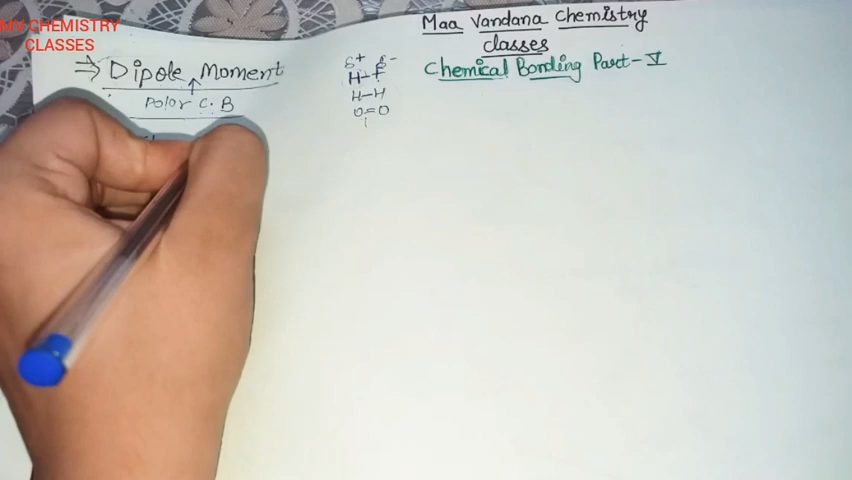 MY CHEMISTRY
CLASSES
Maa Vandana Chemistry
classes
Chemical Bonding Part-V
⇒ Dipole Moment
Polar C.B
δ+ δ-
H-F
H-H
O=O